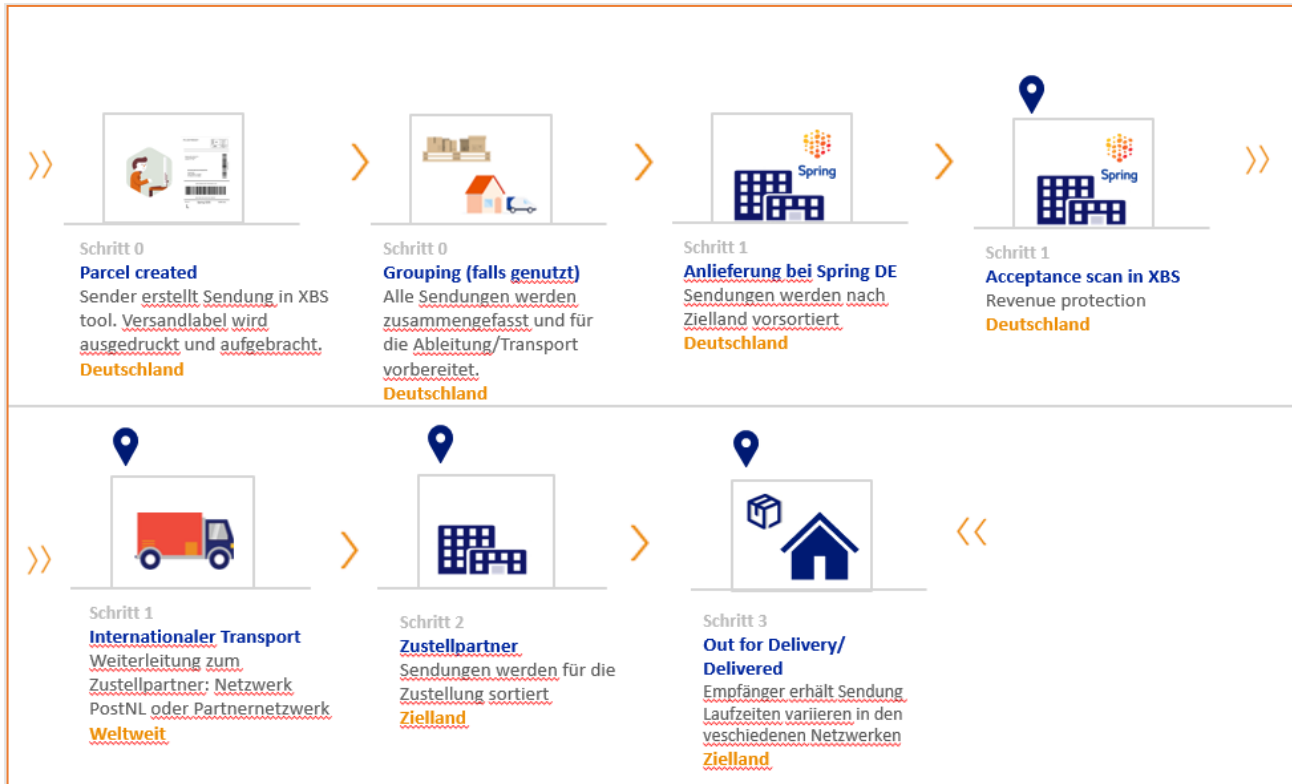 Spring
Spring
Schritt 0
Parcel created
Sender erstellt Sendung in XBS
tool. Versandlabel wird
ausgedruckt und aufgebracht.
Deutschland
Schritt 0
Grouping (falls genutzt)
Alle Sendungen werden
zusammengefasst und für
die Ableitung/Transport
vorbereitet.
Deutschland
Schritt 1
Anlieferung bei Spring DE
Sendungen werden nach
Zielland vorsortiert
Deutschland
Schritt 1
Acceptance scan in XBS
Revenue protection
Deutschland
Schritt 1
Internationaler Transport
Weiterleitung zum
Zustellpartner: Netzwerk
PostNL oder Partnernetzwerk
Weltweit
Schritt 2
Zustellpartner
Sendungen werden für die
Zustellung sortiert
Zielland
Schritt 3
Out for Delivery/
Delivered
Empfänger erhält Sendung
Laufzeiten variieren in den
veschiedenen Netzwerken
Zielland